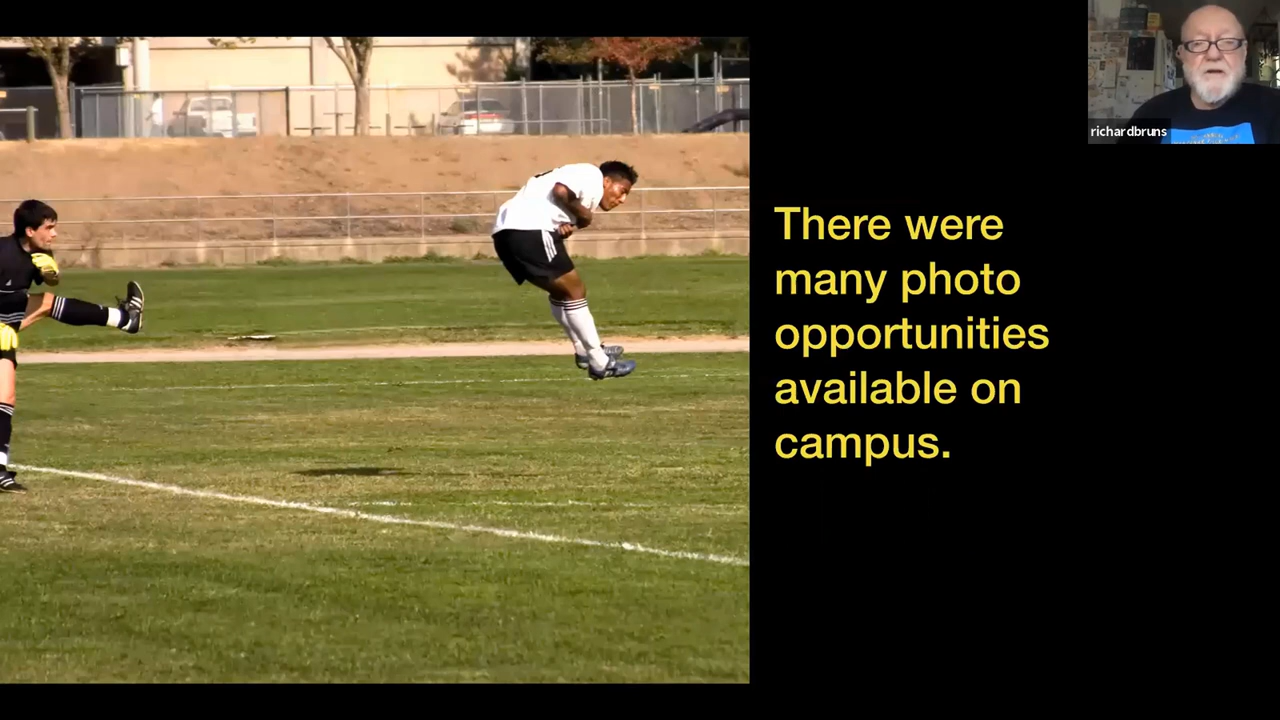 richardbruns
There were
many photo
opportunities
available on
campus.